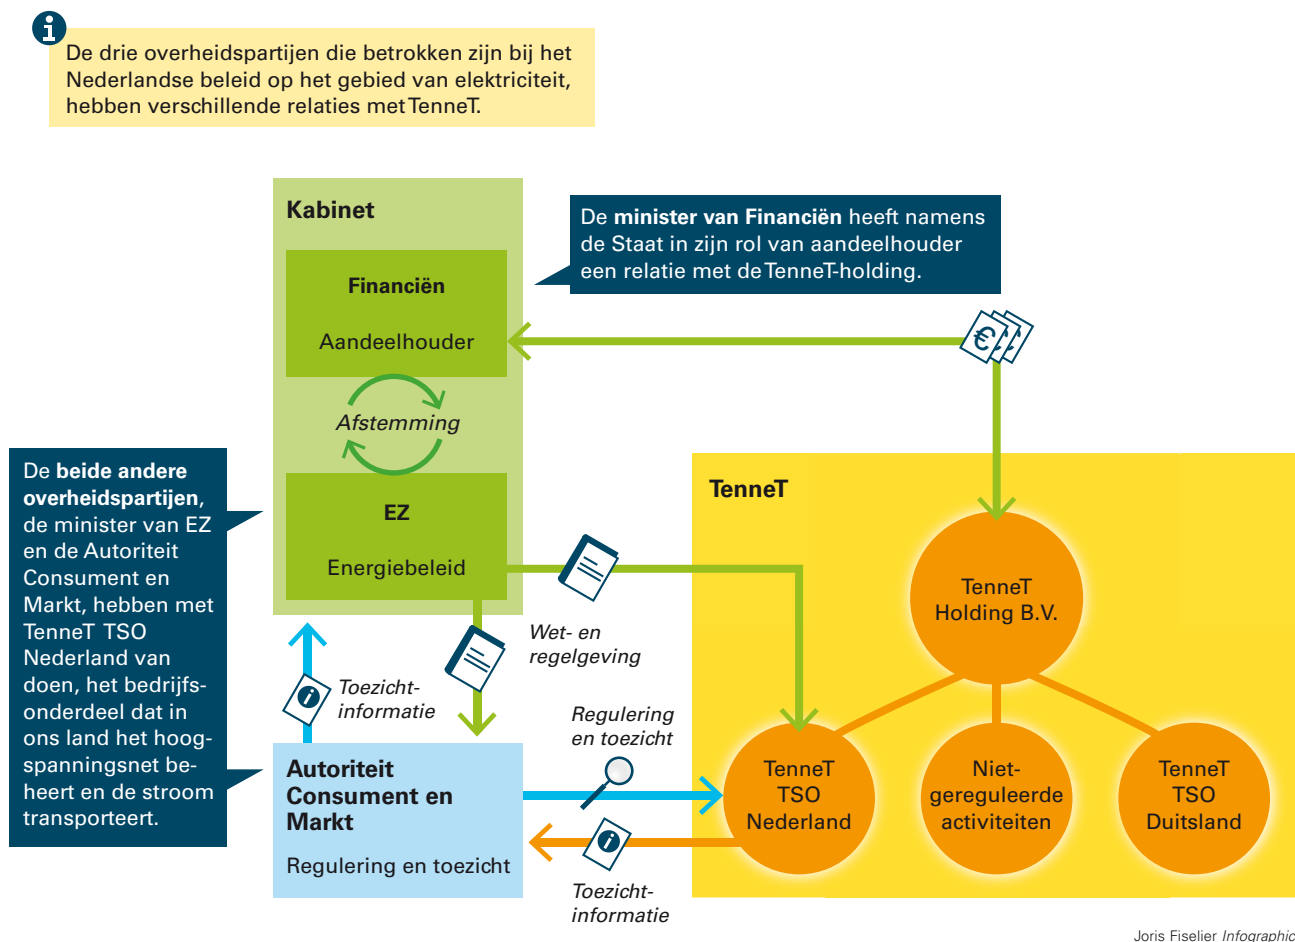 De drie overheidspartijen die betrokken zijn bij het
Nederlandse beleid op het gebied van elektriciteit,
hebben verschillende relaties met TenneT.
Kabinet
Financiën
Aandeelhouder
Afstemming
EZ
Energiebeleid
De minister van Financiën heeft namens
de Staat in zijn rol van aandeelhouder
een relatie met de TenneT-holding.
€ € €
De beide andere
overheidspartijen,
de minister van EZ
en de Autoriteit
Consument en
Markt, hebben met
TenneT TSO
Nederland van
doen, het bedrijfs-
onderdeel dat in
ons land het hoog-
spanningsnet be-
heert en de stroom
transporteert.
Wet- en
regelgeving
Toezicht-
informatie
Regulering
en toezicht
Autoriteit
Consument en
Markt
Regulering en toezicht
Toezicht-
informatie
TenneT
TenneT
Holding B.V.
TenneT
TSO
Nederland
Niet-
gereguleerde
activiteiten
TenneT
TSO
Duitsland
Joris Fiselier Infographics